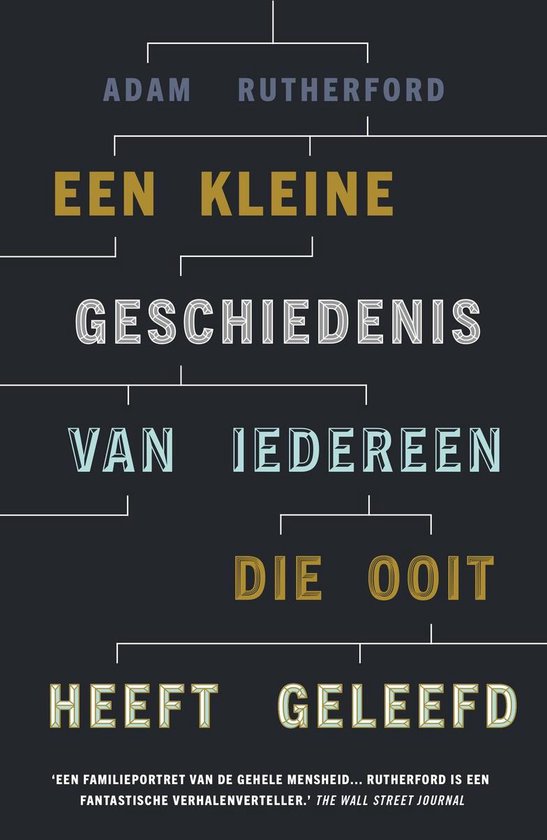 ADAM RUTHERFORD
EEN KLEINE
GESCHIEDENIS
VAN IEDEREEN
DIE OOIT
HEEFT GELEEFD
‘EEN FAMILIEPORTRET VAN DE GEHELE MENSHEID... RUTHERFORD IS EEN
FANTASTISCHE VERHALENVERTELLER.’ THE WALL STREET JOURNAL